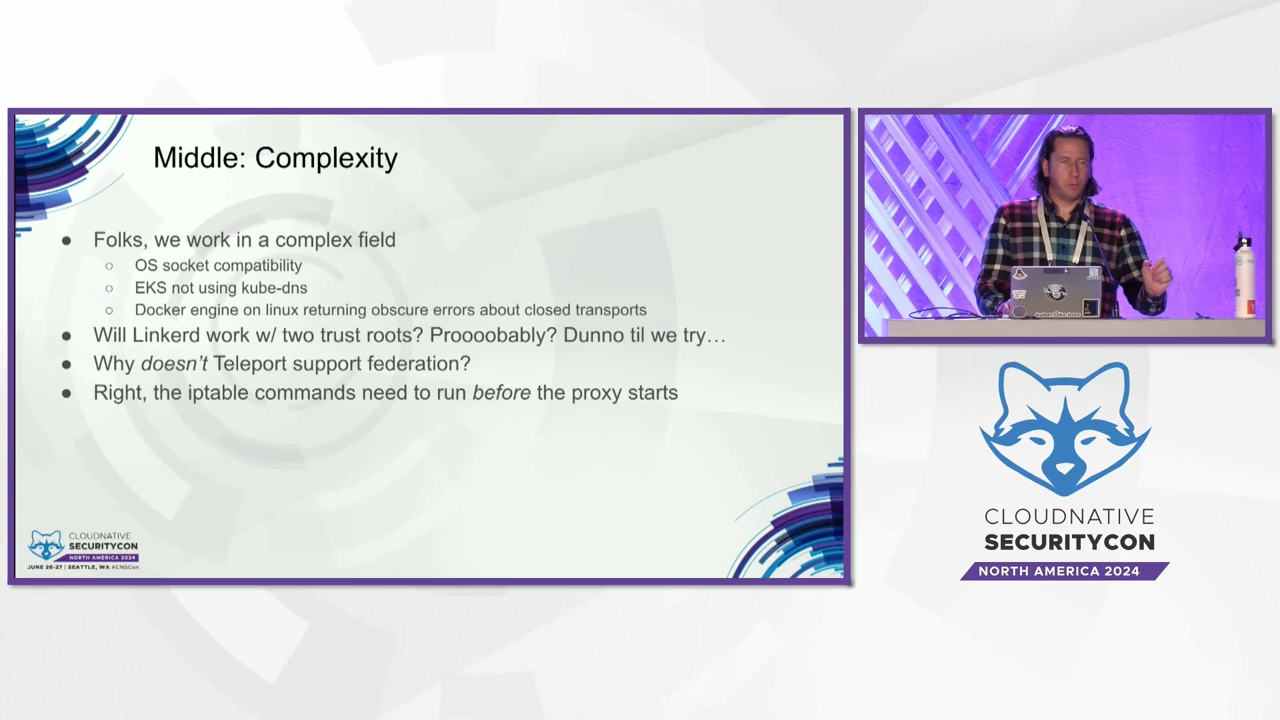 Middle: Complexity
● Folks, we work in a complex field
○ OS socket compatibility
○ EKS not using kube-dns
○ Docker engine on linux returning obscure errors about closed transports
● Will Linkerd work w/ two trust roots? Proooobably? Dunno til we try…
● Why doesn’t Teleport support federation?
● Right, the iptable commands need to run before the proxy starts
CLOUDNATIVE
SECURITYCON
NORTH AMERICA 2024
JUNE 26-27 | SEATTLE, WA #CNSCon
CLOUDNATIVE
SECURITYCON
NORTH AMERICA 2024